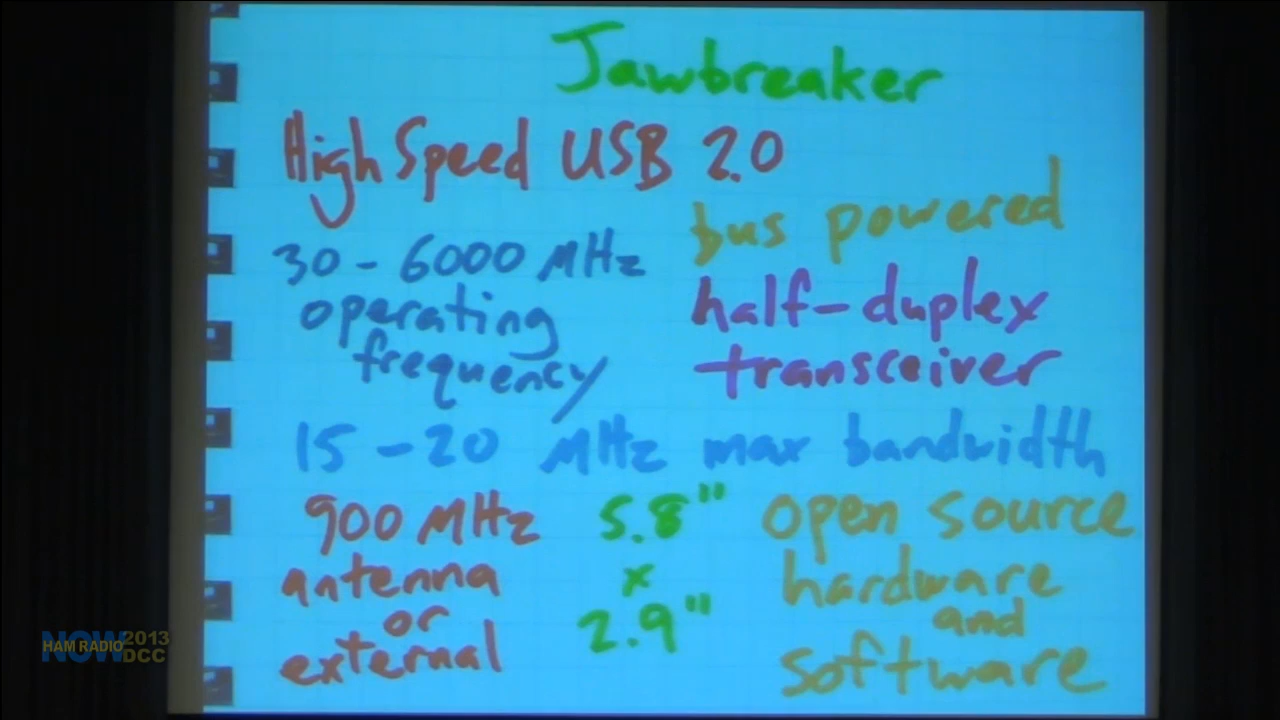 Jawbreaker
High Speed USB 2.0
bus powered
30 - 6000 MHz
operating
frequency
half-duplex
transceiver
15 - 20 MHz max bandwidth
900 MHz
antenna
or
external
5.8"
x
2.9"
open source
hardware
and
software
HAM RADIO NOW 2013 DCC